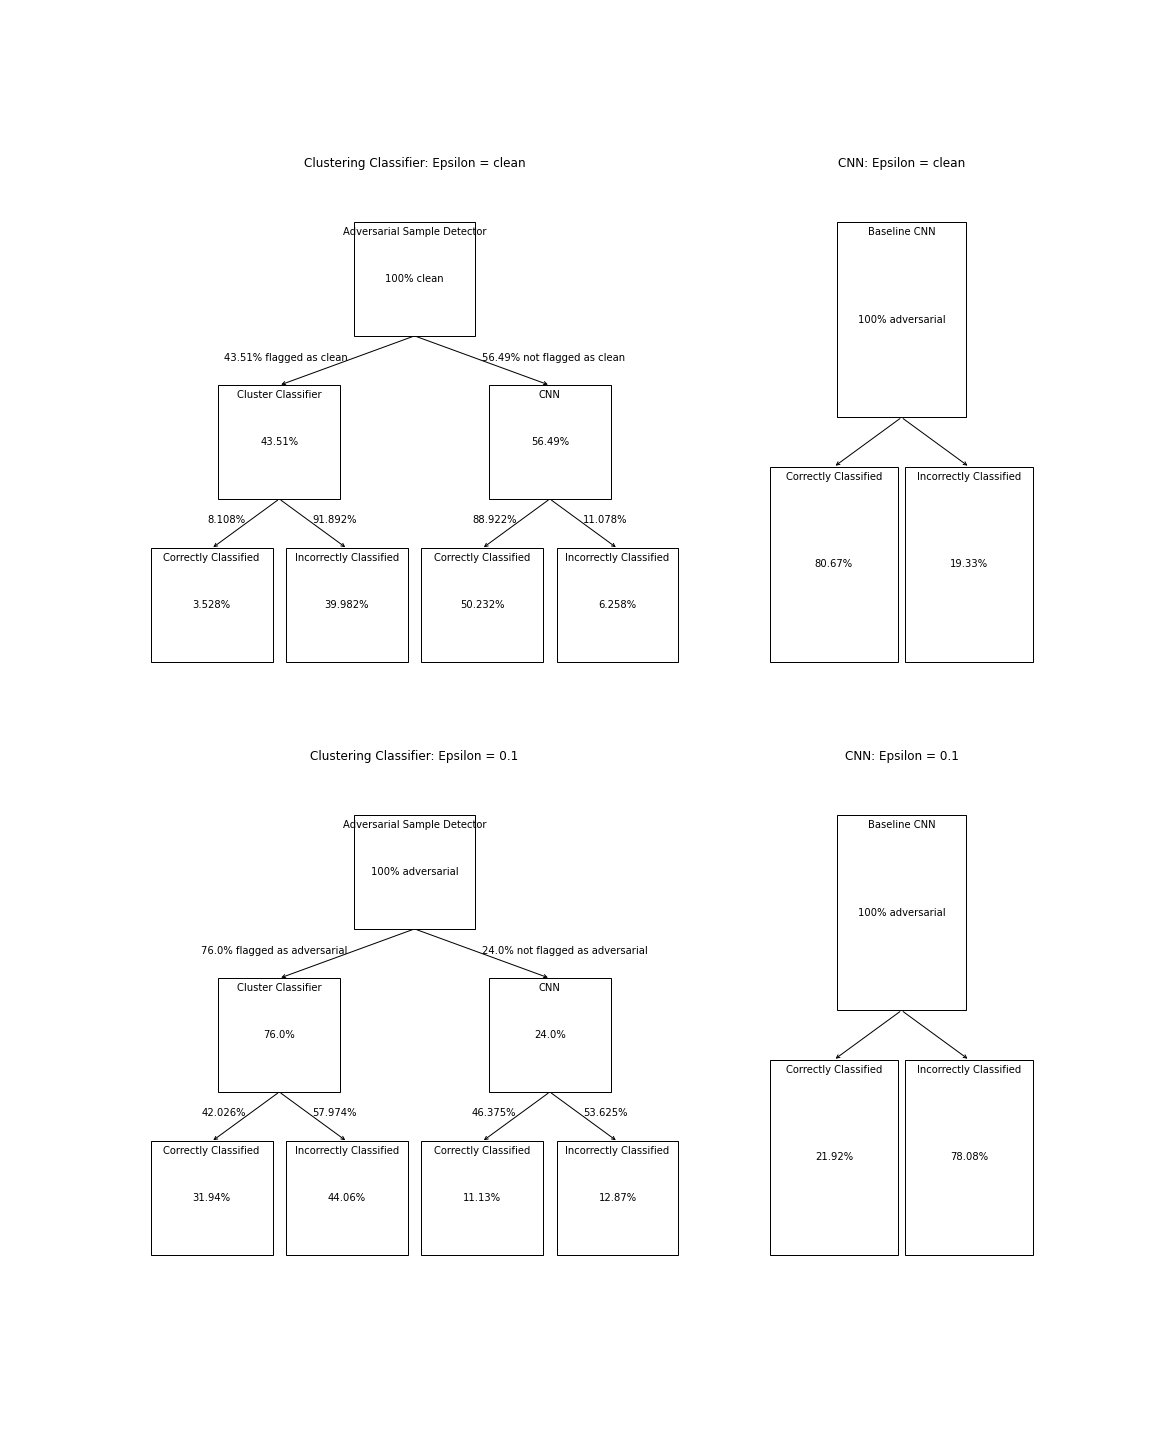 Clustering Classifier: Epsilon = clean
CNN: Epsilon = clean
Adversarial Sample Detector
100% clean
Baseline CNN
100% adversarial
43.51% flagged as clean
56.49% not flagged as clean
Cluster Classifier
43.51%
CNN
56.49%
8.108%
91.892%
88.922%
11.078%
Correctly Classified
3.528%
Incorrectly Classified
39.982%
Correctly Classified
50.232%
Incorrectly Classified
6.258%
Correctly Classified
80.67%
Incorrectly Classified
19.33%
Clustering Classifier: Epsilon = 0.1
CNN: Epsilon = 0.1
Adversarial Sample Detector
100% adversarial
Baseline CNN
100% adversarial
76.0% flagged as adversarial
24.0% not flagged as adversarial
Cluster Classifier
76.0%
CNN
24.0%
42.026%
57.974%
46.375%
53.625%
Correctly Classified
31.94%
Incorrectly Classified
44.06%
Correctly Classified
11.13%
Incorrectly Classified
12.87%
Correctly Classified
21.92%
Incorrectly Classified
78.08%